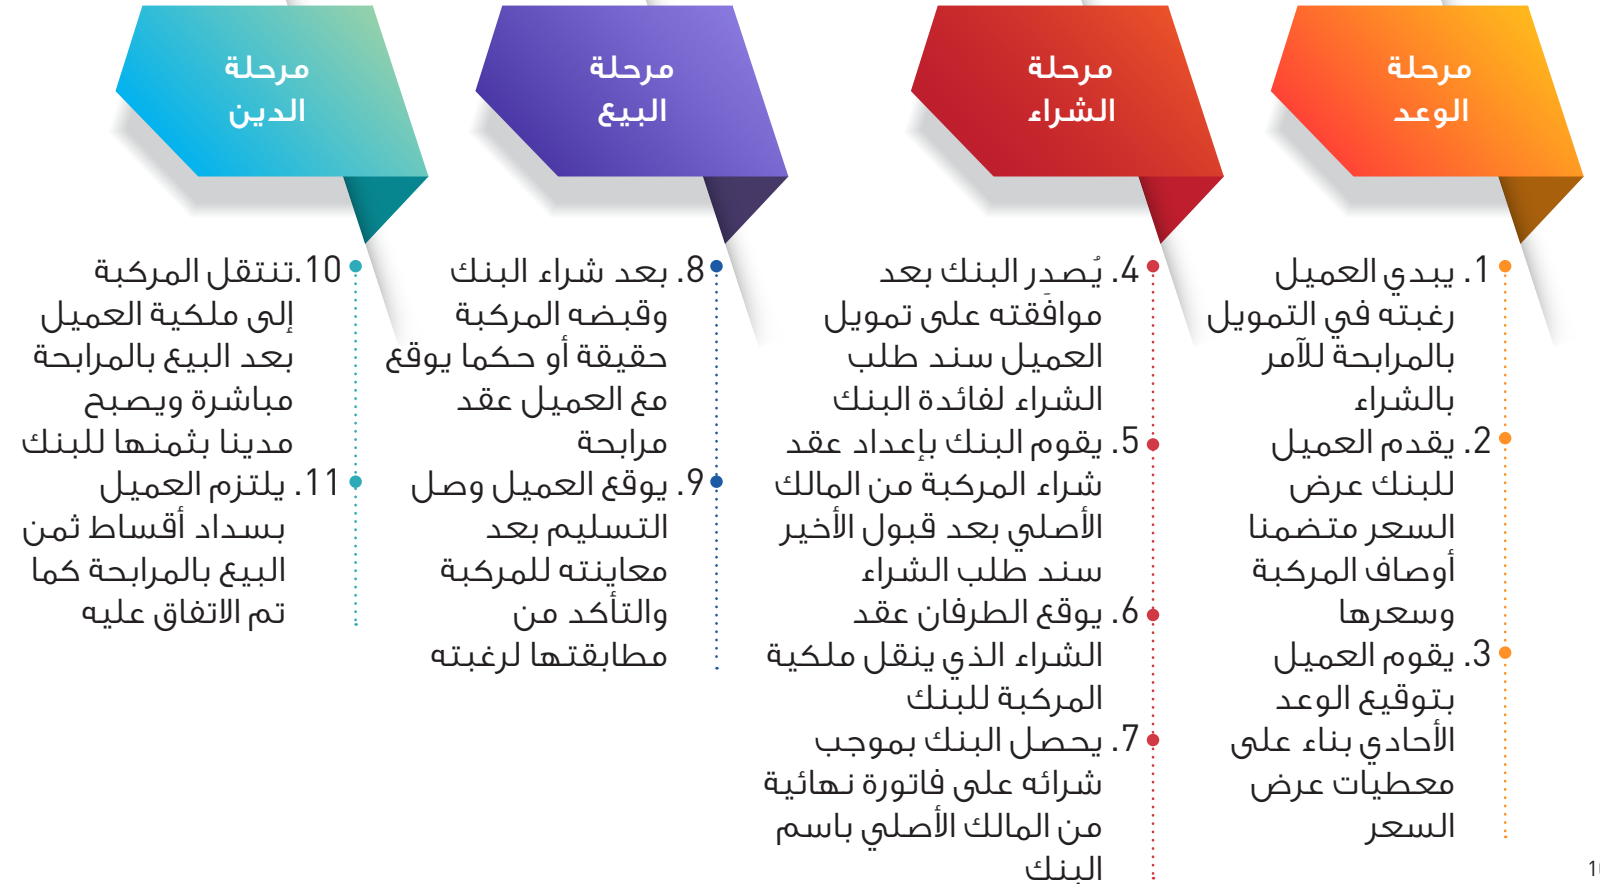 مرحلة
الوعد
1. يبدي العميل
رغبته في التمويل
بالمرابحة للآمر
بالشراء
2. يقدم العميل
للبنك عرض
السعر متضمنا
أوصاف المركبة
وسعرها
3. يقوم العميل
بتوقيع الوعد
الأحادي بناء على
معطيات عرض
السعر
مرحلة
الشراء
4. يُصدر البنك بعد
موافَقته على تمويل
العميل سند طلب
الشراء لفائدة البنك
5. يقوم البنك بإعداد عقد
شراء المركبة من المالك
الأصلي بعد قبول الأخير
سند طلب الشراء
6. يوقع الطرفان عقد
الشراء الذي ينقل ملكية
المركبة للبنك
7. يحصل البنك بموجب
شرائه على فاتورة نهائية
من المالك الأصلي باسم
البنك
مرحلة
البيع
8. بعد شراء البنك
وقبضه المركبة
حقيقة أو حكما يوقع
مع العميل عقد
مرابحة
9. يوقع العميل وصل
التسليم بعد
معاينته للمركبة
والتأكد من
مطابقتها لرغبته
مرحلة
الدين
10.تنتقل المركبة
إلى ملكية العميل
بعد البيع بالمرابحة
مباشرة ويصبح
مدينا بثمنها للبنك
11. يلتزم العميل
بسداد أقساط ثمن
البيع بالمرابحة كما
تم الاتفاق عليه